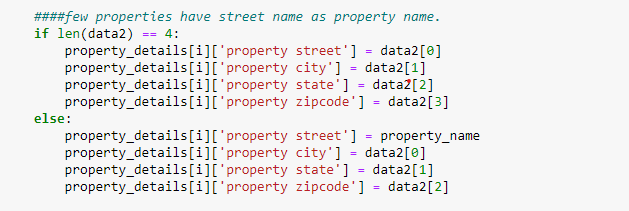 ####few properties have street name as property name.
if len(data2) == 4:
    property_details[i]['property street'] = data2[0]
    property_details[i]['property city'] = data2[1]
    property_details[i]['property state'] = data2[2]
    property_details[i]['property zipcode'] = data2[3]
else:
    property_details[i]['property street'] = property_name
    property_details[i]['property city'] = data2[0]
    property_details[i]['property state'] = data2[1]
    property_details[i]['property zipcode'] = data2[2]